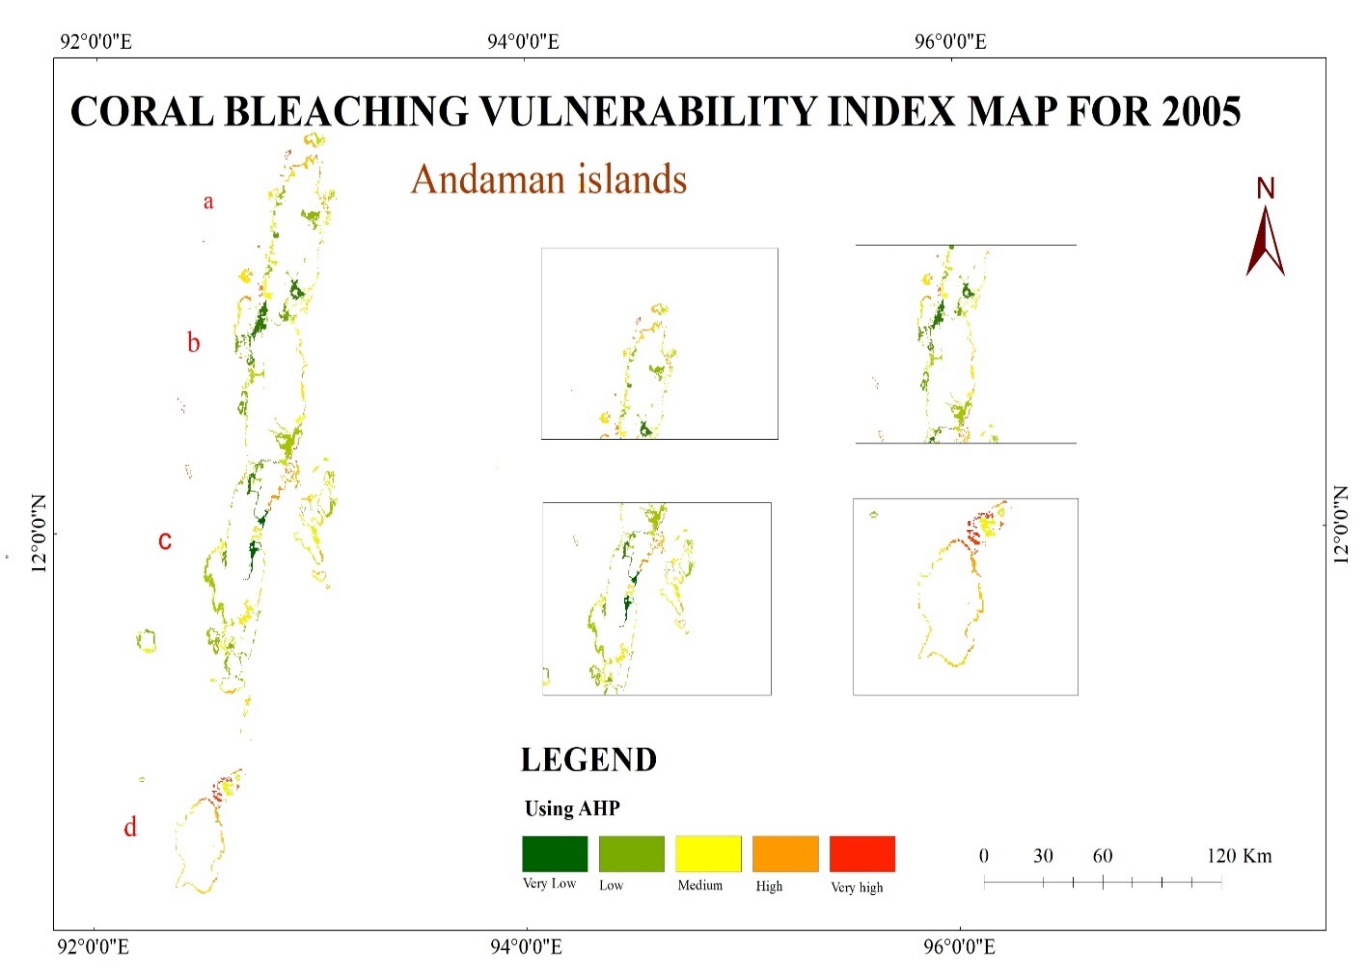 92°0'0"E 94°0'0"E 96°0'0"E
CORAL BLEACHING VULNERABILITY INDEX MAP FOR 2005
Andaman islands
N
a
b
c
12°0'0"N
12°0'0"N
d
LEGEND
Using AHP
Very Low Low Medium High Very high
0 30 60 120 Km
92°0'0"E 94°0'0"E 96°0'0"E